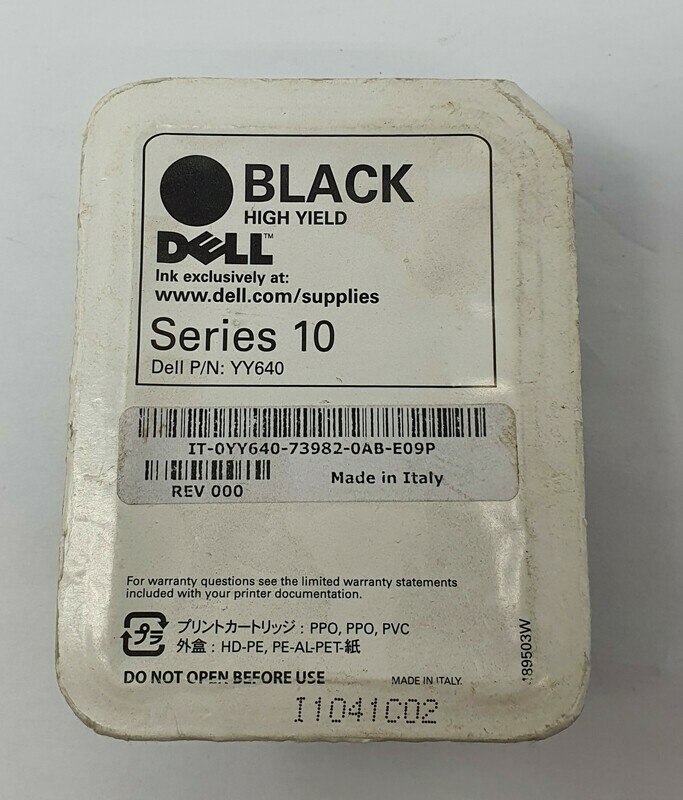 BLACK
HIGH YIELD
DELL™
Ink exclusively at:
www.dell.com/supplies
Series 10
Dell P/N: YY640
IT-0YY640-73982-0AB-E09P
REV 000
Made in Italy
For warranty questions see the limited warranty statements
included with your printer documentation.
プラ
プリントカートリッジ : PPO, PPO, PVC
外盒 : HD-PE, PE-AL-PET-紙
DO NOT OPEN BEFORE USE
MADE IN ITALY.
I1041C02